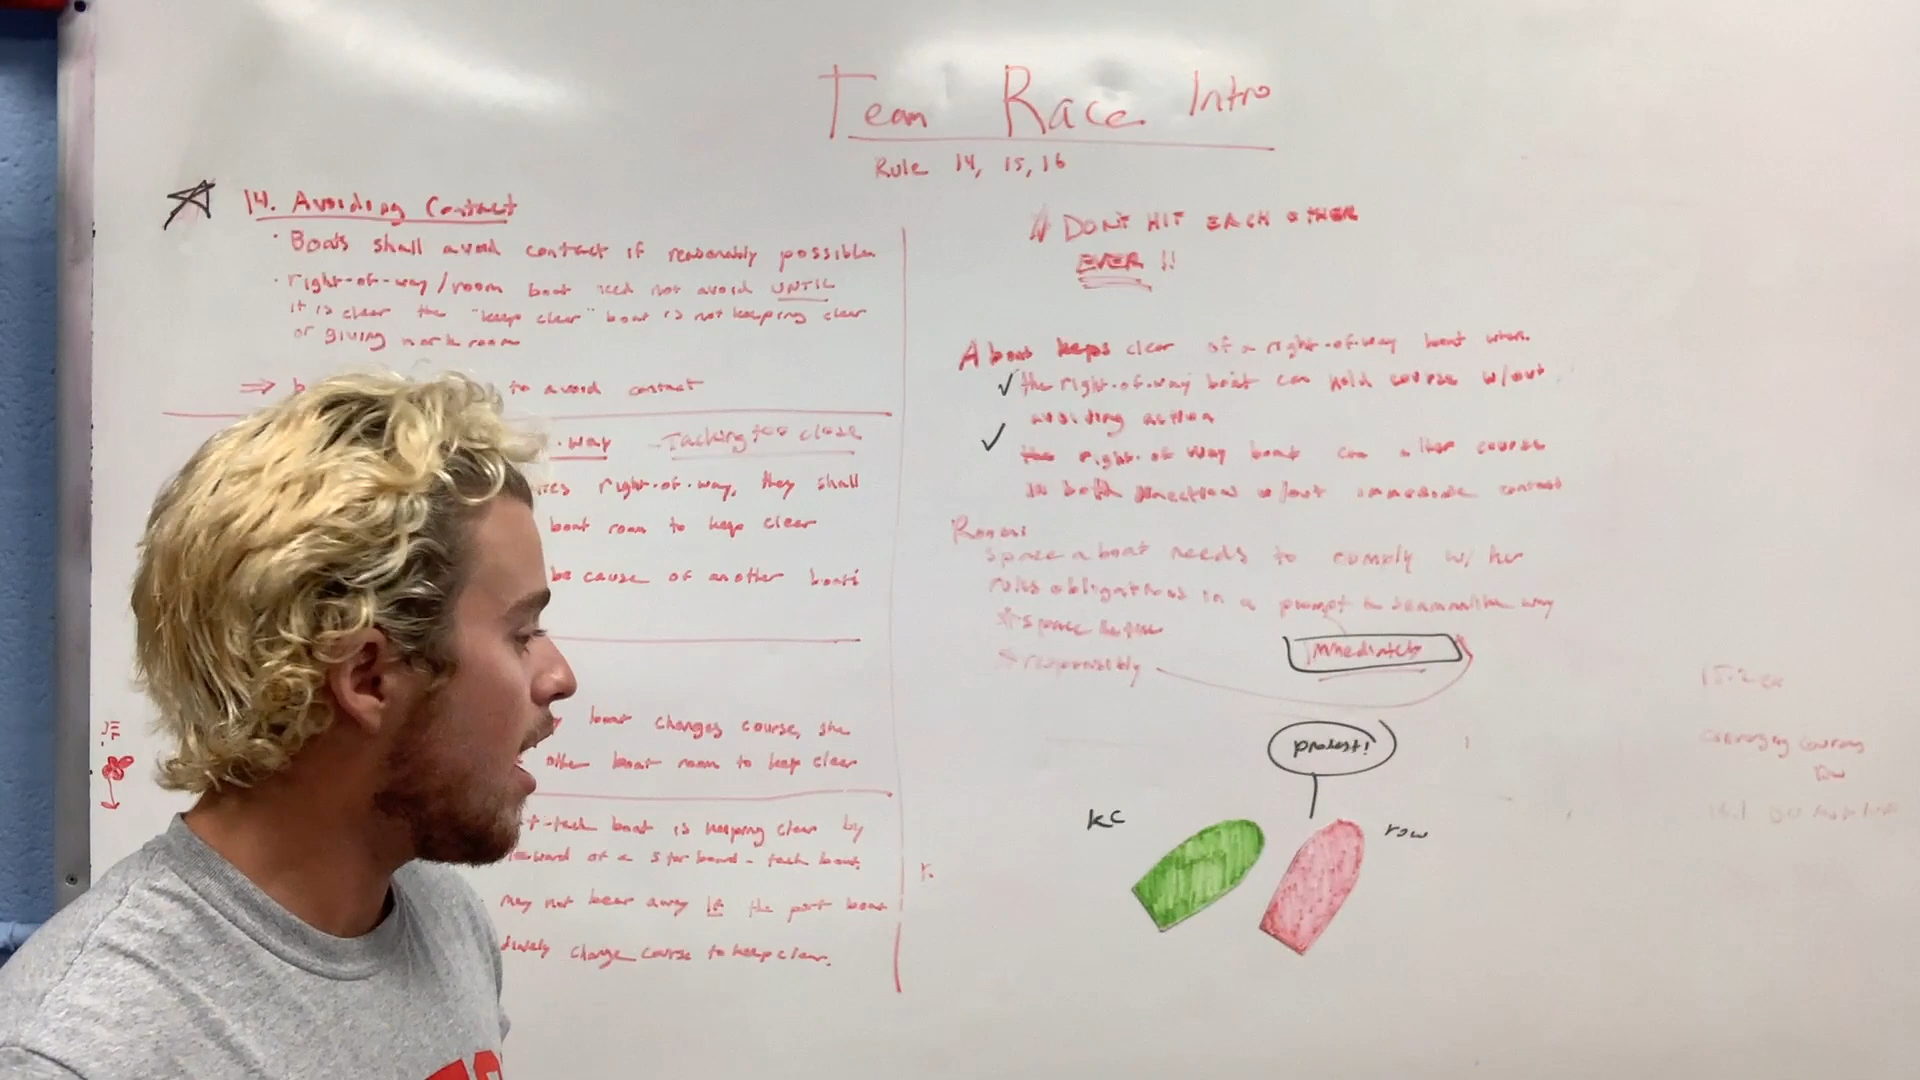 Team Race Intro
Rule 14, 15, 16
14. Avoiding Contact
· Boats shall avoid contact if reasonably possible
· right-of-way/room boat need not avoid UNTIL
it is clear the "keep clear" boat is not keeping clear
or giving mark room
⇒ b to avoid contact
way - Tacking too close
right-of-way, they shall
boat room to keep clear
because of another boat's
boat changes course, she
other boat room to keep clear
t-tack boat is keeping clear by
of a starboard-tack boat,
may not bear away if the port boat
change course to keep clear.
DON'T HIT EACH OTHER
EVER !!
A boat keeps clear of a right-of-way boat when
✓ the right-of-way boat can hold course w/out
avoiding action
✓ the right-of way boat can alter course
in both directions w/out immediate contact
Room:
space a boat needs to comply w/ her
rules obligations in a prompt & seamanlike way
* space
* responsibly
immediately
protest!
KC
row